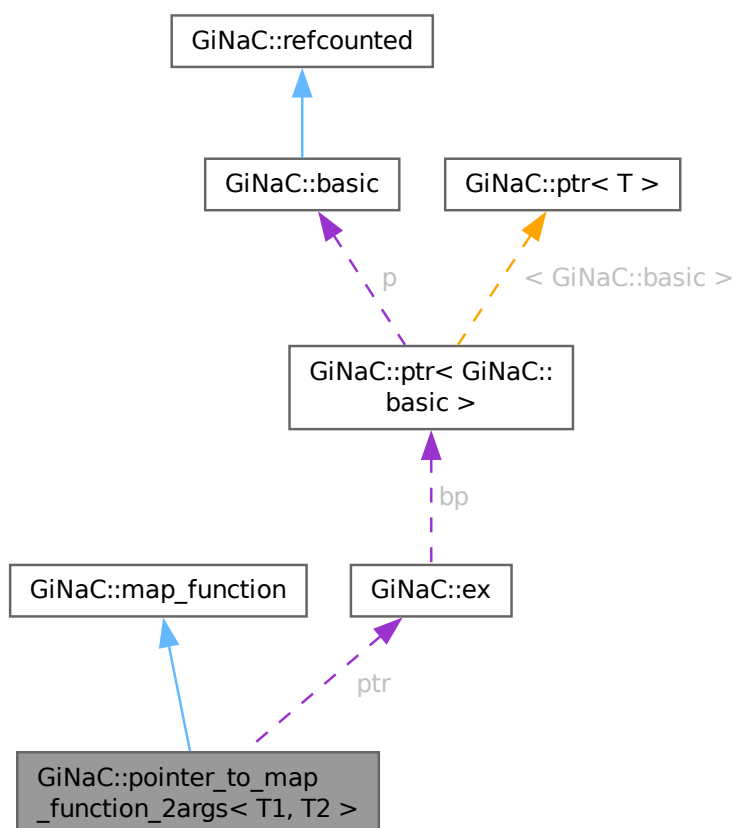 GiNaC::refcounted
GiNaC::basic
GiNaC::ptr< T >
p
< GiNaC::basic >
GiNaC::ptr< GiNaC::
basic >
bp
GiNaC::map_function
GiNaC::ex
ptr
GiNaC::pointer_to_map
_function_2args< T1, T2 >